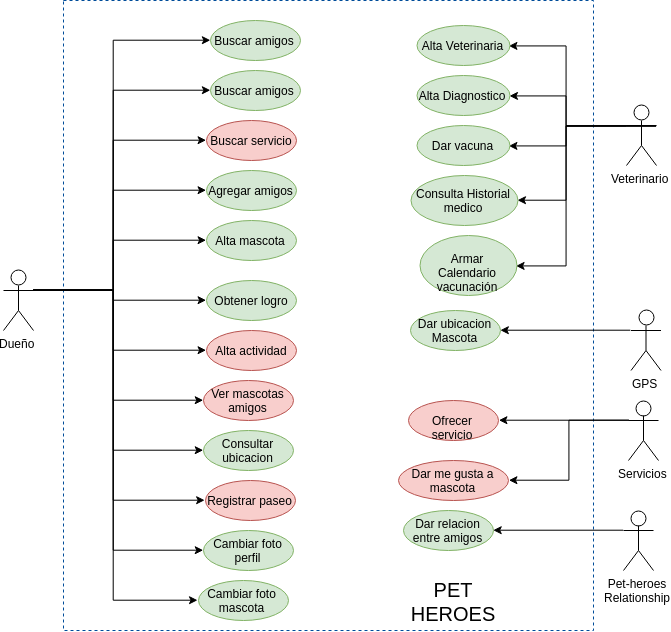 Buscar amigos
Buscar amigos
Buscar servicio
Agregar amigos
Alta mascota
Obtener logro
Alta actividad
Ver mascotas
amigos
Consultar
ubicacion
Registrar paseo
Cambiar foto
perfil
Cambiar foto
mascota
Dueño
Alta Veterinaria
Alta Diagnostico
Dar vacuna
Consulta Historial
medico
Armar
Calendario
vacunación
Dar ubicacion
Mascota
Ofrecer
servicio
Dar me gusta a
mascota
Dar relacion
entre amigos
PET
HEROES
Veterinario
GPS
Servicios
Pet-heroes
Relationship